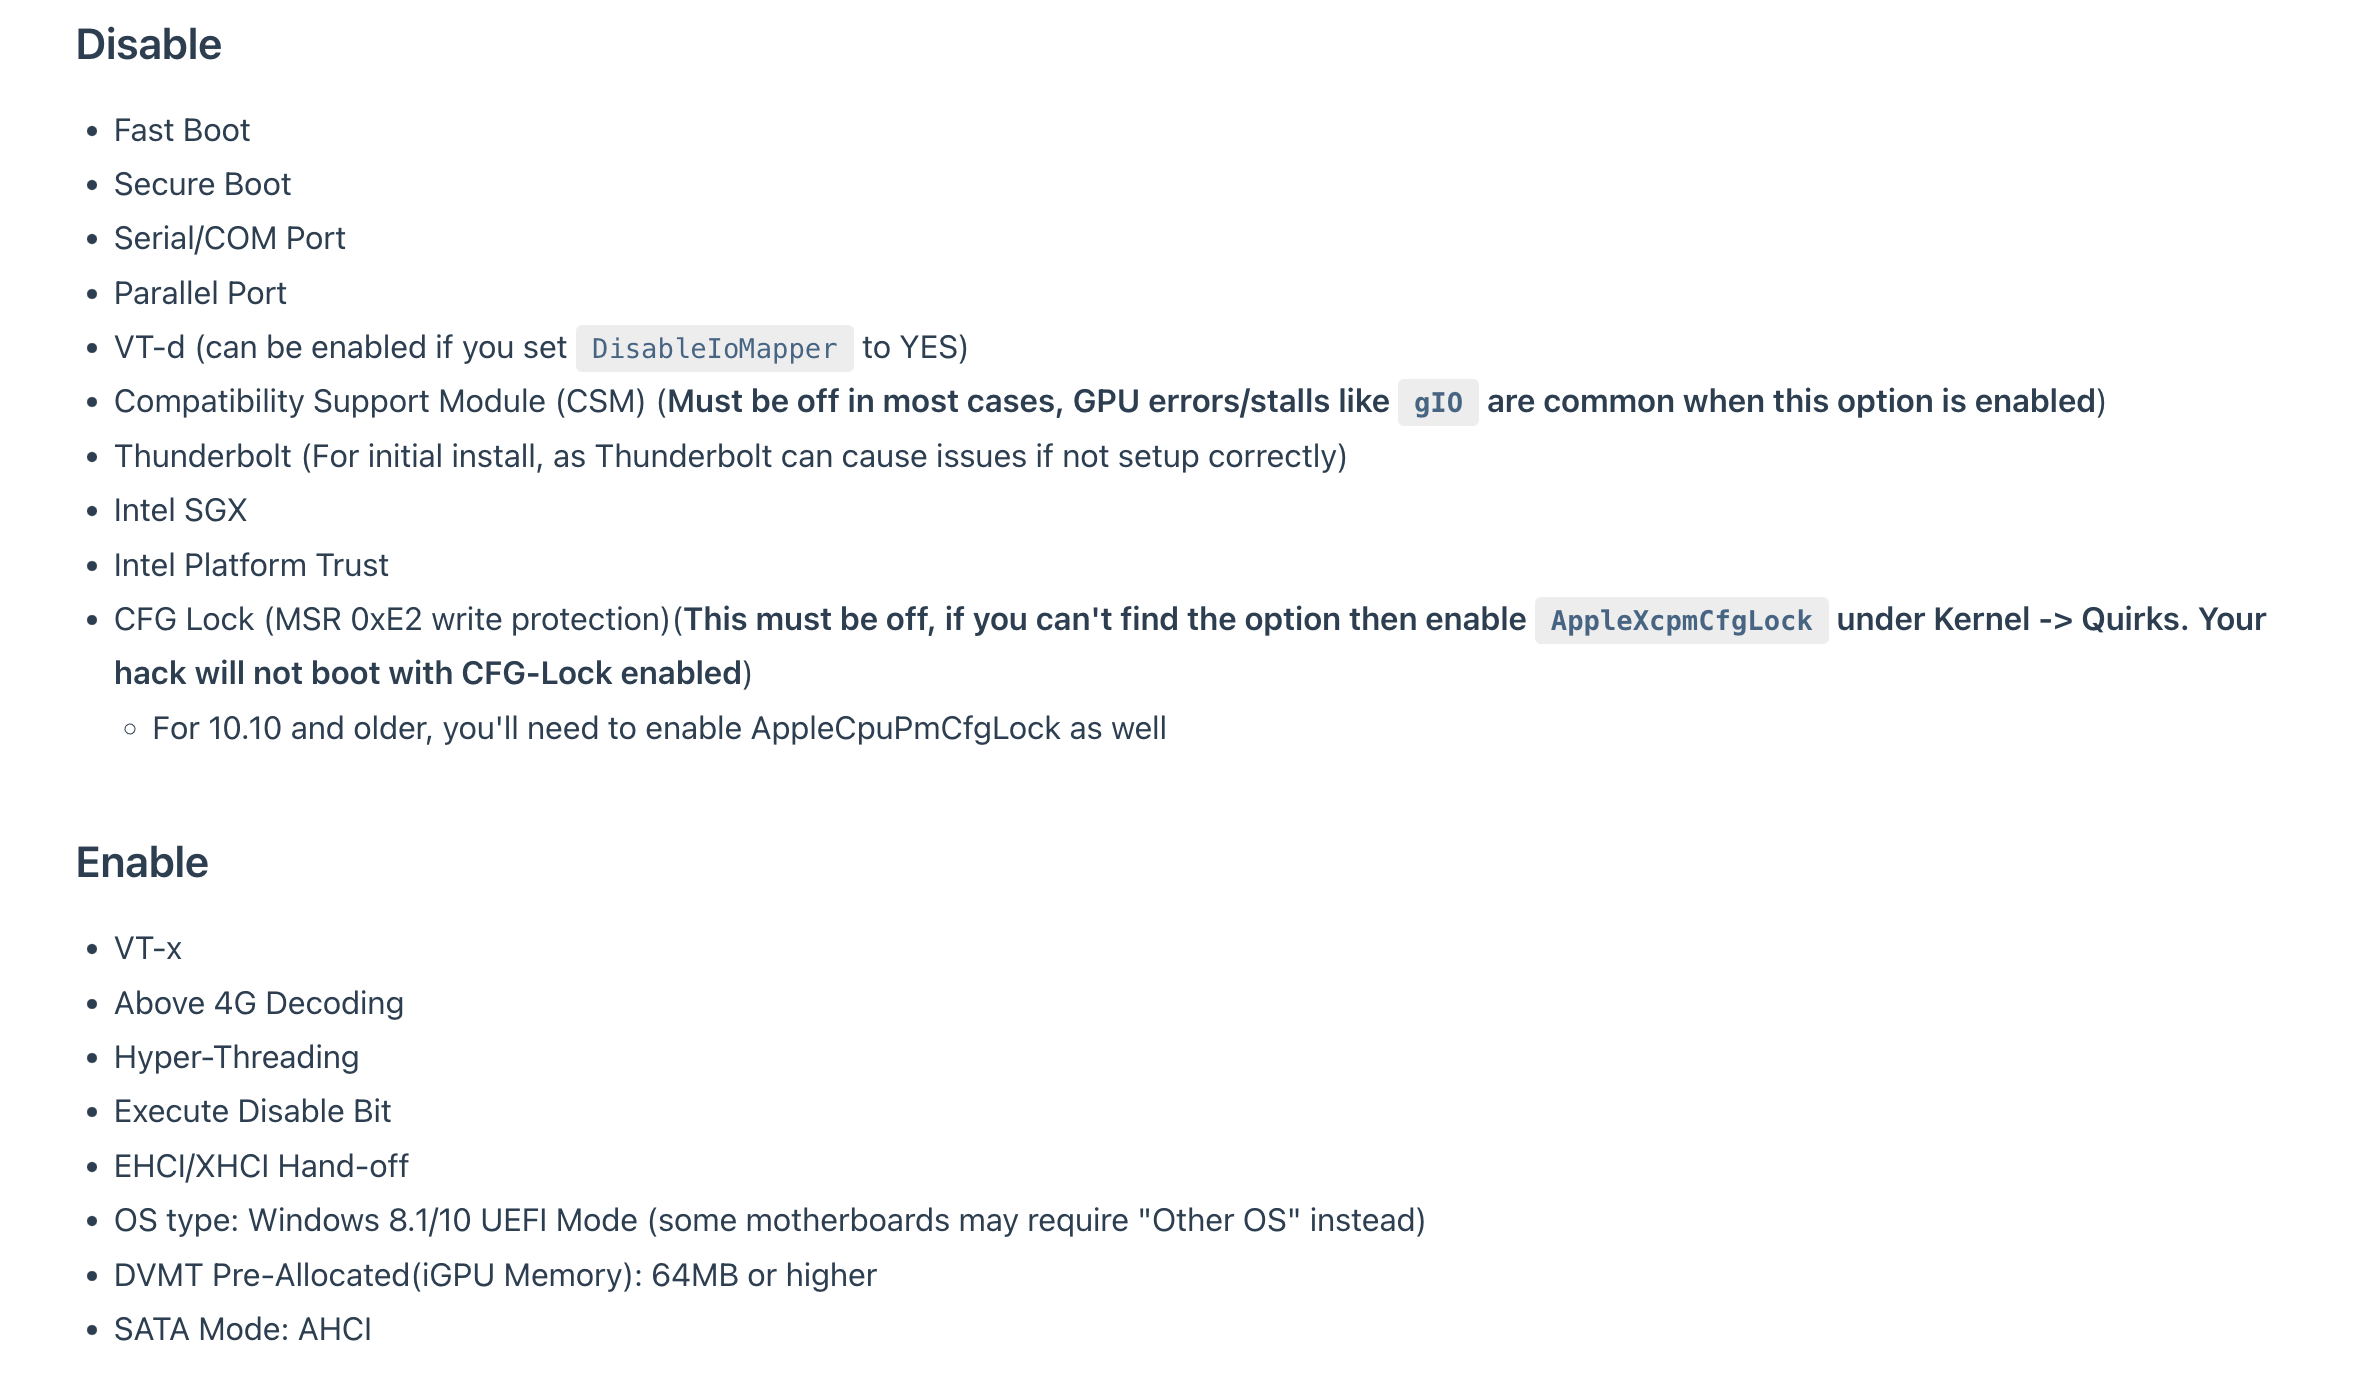 Disable
Fast Boot
Secure Boot
Serial/COM Port
Parallel Port
VT-d (can be enabled if you set DisableIoMapper to YES)
Compatibility Support Module (CSM) (Must be off in most cases, GPU errors/stalls like gIO are common when this option is enabled)
Thunderbolt (For initial install, as Thunderbolt can cause issues if not setup correctly)
Intel SGX
Intel Platform Trust
CFG Lock (MSR 0xE2 write protection)(This must be off, if you can't find the option then enable AppleXcpmCfgLock under Kernel -> Quirks. Your
hack will not boot with CFG-Lock enabled)
For 10.10 and older, you'll need to enable AppleCpuPmCfgLock as well
Enable
VT-x
Above 4G Decoding
Hyper-Threading
Execute Disable Bit
EHCI/XHCI Hand-off
OS type: Windows 8.1/10 UEFI Mode (some motherboards may require "Other OS" instead)
DVMT Pre-Allocated(iGPU Memory): 64MB or higher
SATA Mode: AHCI